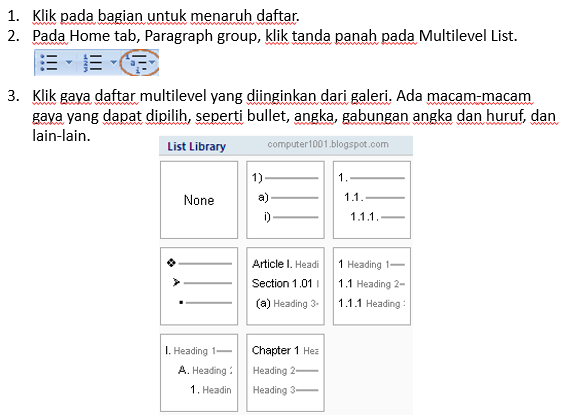 1. Klik pada bagian untuk menaruh daftar.
2. Pada Home tab, Paragraph group, klik tanda panah pada Multilevel List.
3. Klik gaya daftar multilevel yang diinginkan dari galeri. Ada macam-macam
gaya yang dapat dipilih, seperti bullet, angka, gabungan angka dan huruf, dan
lain-lain.
List Library
computer1001.blogspot.com
None
1)
a)
i)
1.
1.1.
1.1.1.
Article I. Headi
Section 1.01
(a) Heading 3-
1 Heading 1
1.1 Heading 2
1.1.1 Heading
I. Heading 1
A. Heading
1. Headin
Chapter 1 Hea
Heading 2
Heading 3